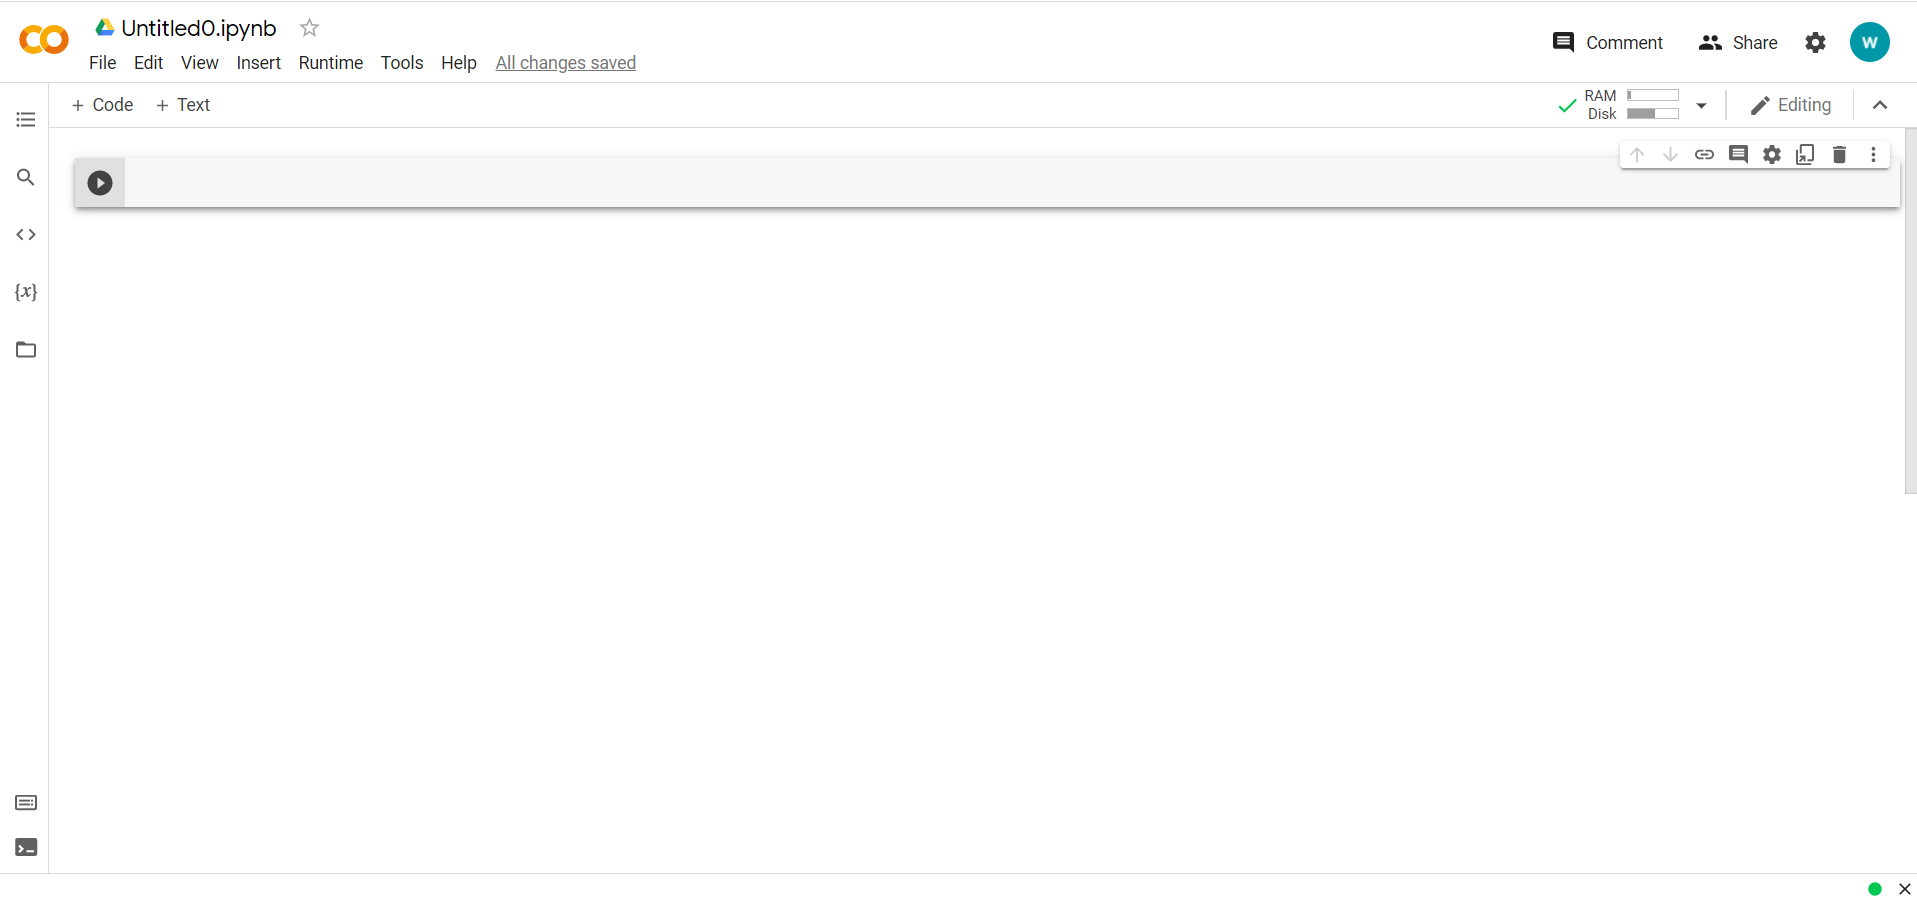 Untitled0.ipynb
File Edit View Insert Runtime Tools Help All changes saved
Comment Share W
+ Code + Text
RAM
Disk
Editing
{x}